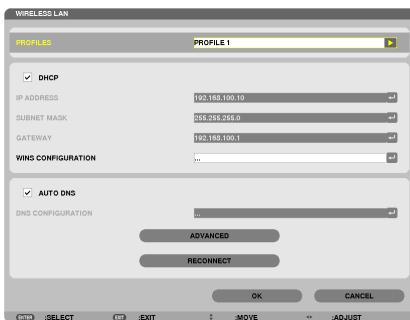 WIRELESS LAN
PROFILES PROFILE 1
DHCP
IP ADDRESS 192.168.100.10
SUBNET MASK 255.255.255.0
GATEWAY 192.168.100.1
WINS CONFIGURATION ...
AUTO DNS
DNS CONFIGURATION ...
ADVANCED
RECONNECT
OK CANCEL
ENTER :SELECT EXIT :EXIT :MOVE :ADJUST